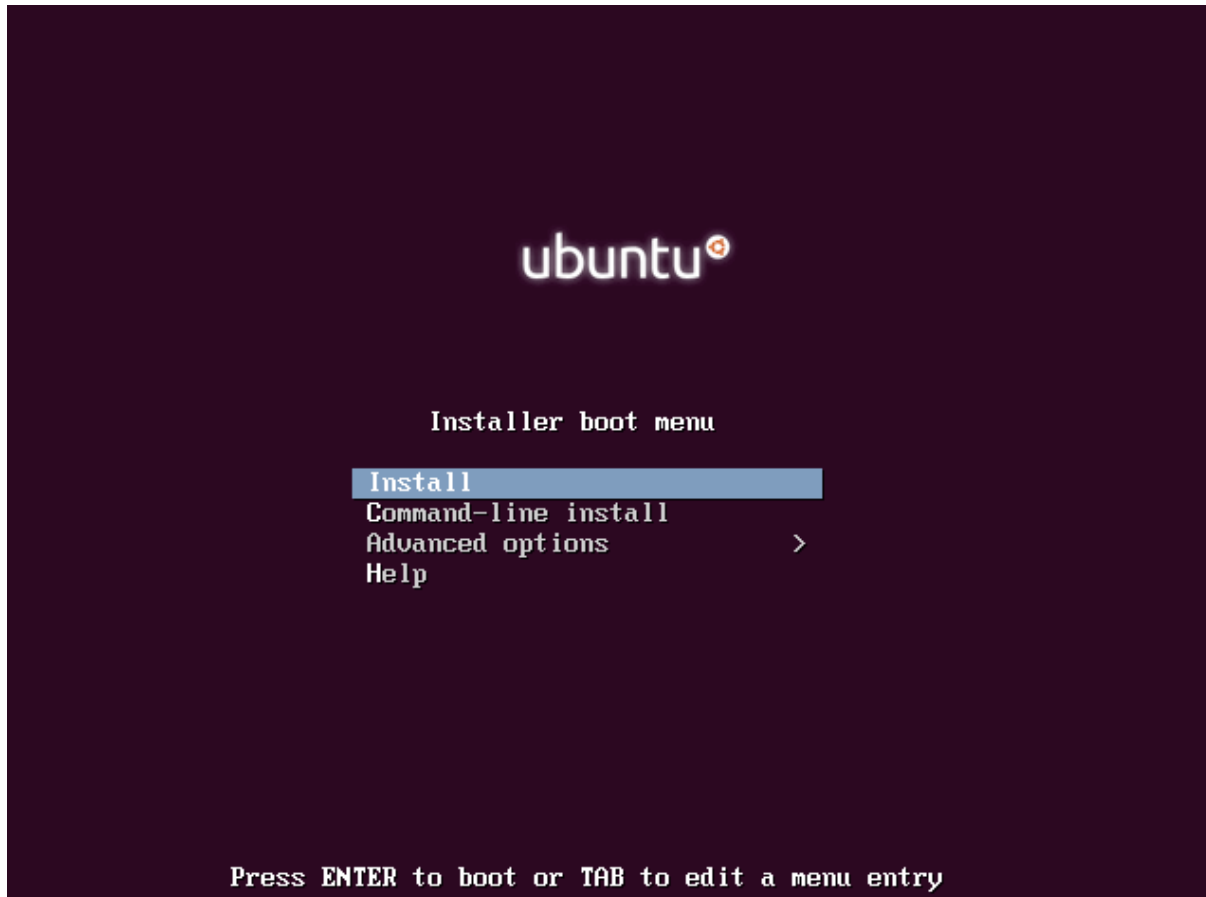 ubuntu
Installer boot menu
Install
Command-line install
Advanced options >
Help
Press ENTER to boot or TAB to edit a menu entry